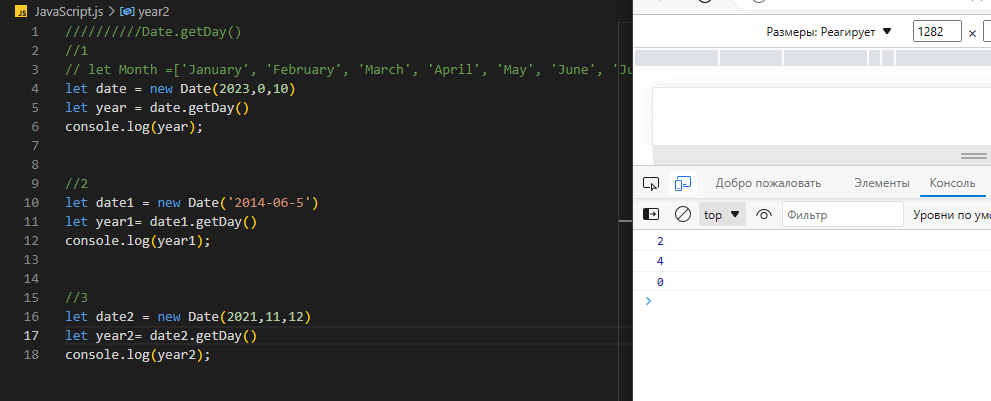 JS JavaScript.js > year2
1 //////////Date.getDay()
2 //1
3 // let Month =['January', 'February', 'March', 'April', 'May', 'June', 'Ju
4 let date = new Date(2023,0,10)
5 let year = date.getDay()
6 console.log(year);
7
8
9 //2
10 let date1 = new Date('2014-06-5')
11 let year1= date1.getDay()
12 console.log(year1);
13
14
15 //3
16 let date2 = new Date(2021,11,12)
17 let year2= date2.getDay()
18 console.log(year2);
Размеры: Реагирует ▼ 1282 ×
Добро пожаловать Элементы Консоль
top ▼ Фильтр Уровни по умо
2
4
0
>